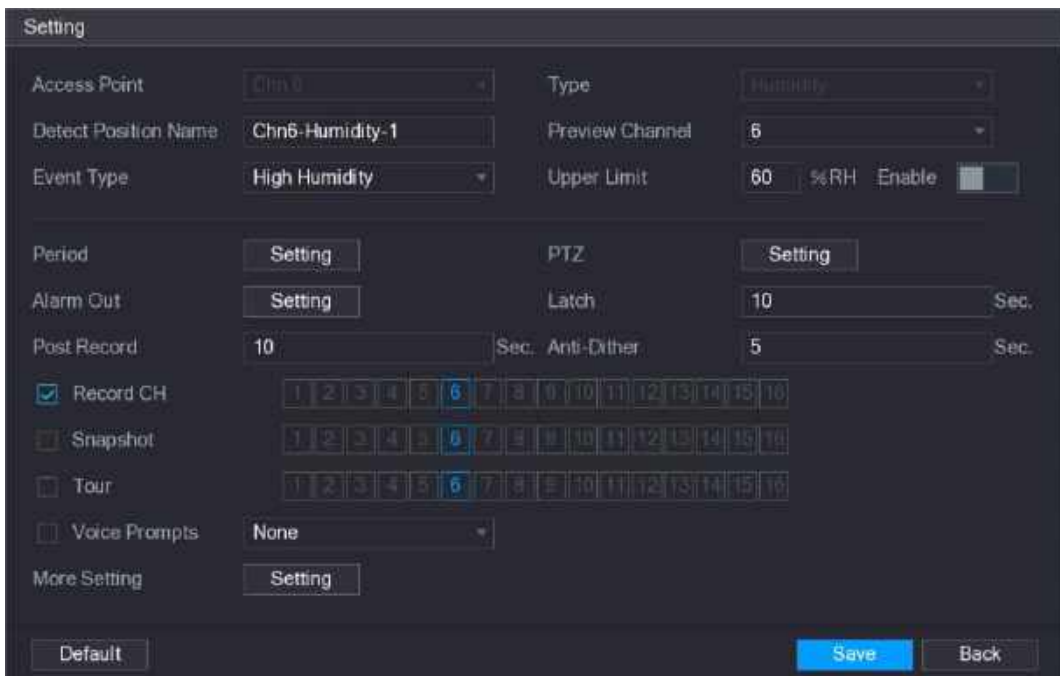 Setting
Access Point Chn 6 Type Humidity
Detect Position Name Chn6-Humidity-1 Preview Channel 6
Event Type High Humidity Upper Limit 60 %RH Enable
Period Setting PTZ Setting
Alarm Out Setting Latch 10 Sec.
Post Record 10 Sec. Anti-Dither 5 Sec.
Record CH 1 2 3 4 5 6 7 8 9 10 11 12 13 14 15 16
Snapshot 1 2 3 4 5 6 7 8 9 10 11 12 13 14 15 16
Tour 1 2 3 4 5 6 7 8 9 10 11 12 13 14 15 16
Voice Prompts None
More Setting Setting
Default Save Back